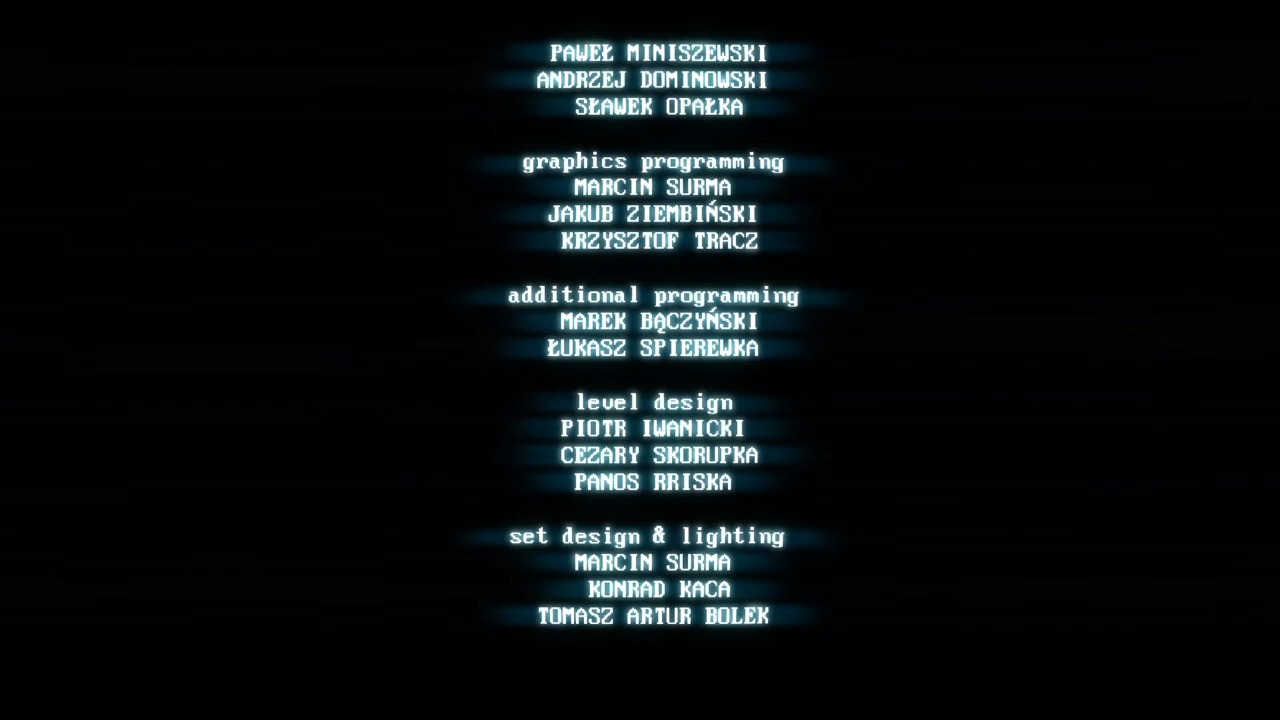 PAWEŁ MINISZEWSKI
ANDRZEJ DOMINOWSKI
SŁAWEK OPAŁKA
graphics programming
MARCIN SURMA
JAKUB ZIEMBIŃSKI
KRZYSZTOF TRACZ
additional programming
MAREK BĄCZYŃSKI
ŁUKASZ SPIEREWKA
level design
PIOTR IWANICKI
CEZARY SKORUPKA
PANOS RRISKA
set design & lighting
MARCIN SURMA
KONRAD KACA
TOMASZ ARTUR BOLEK